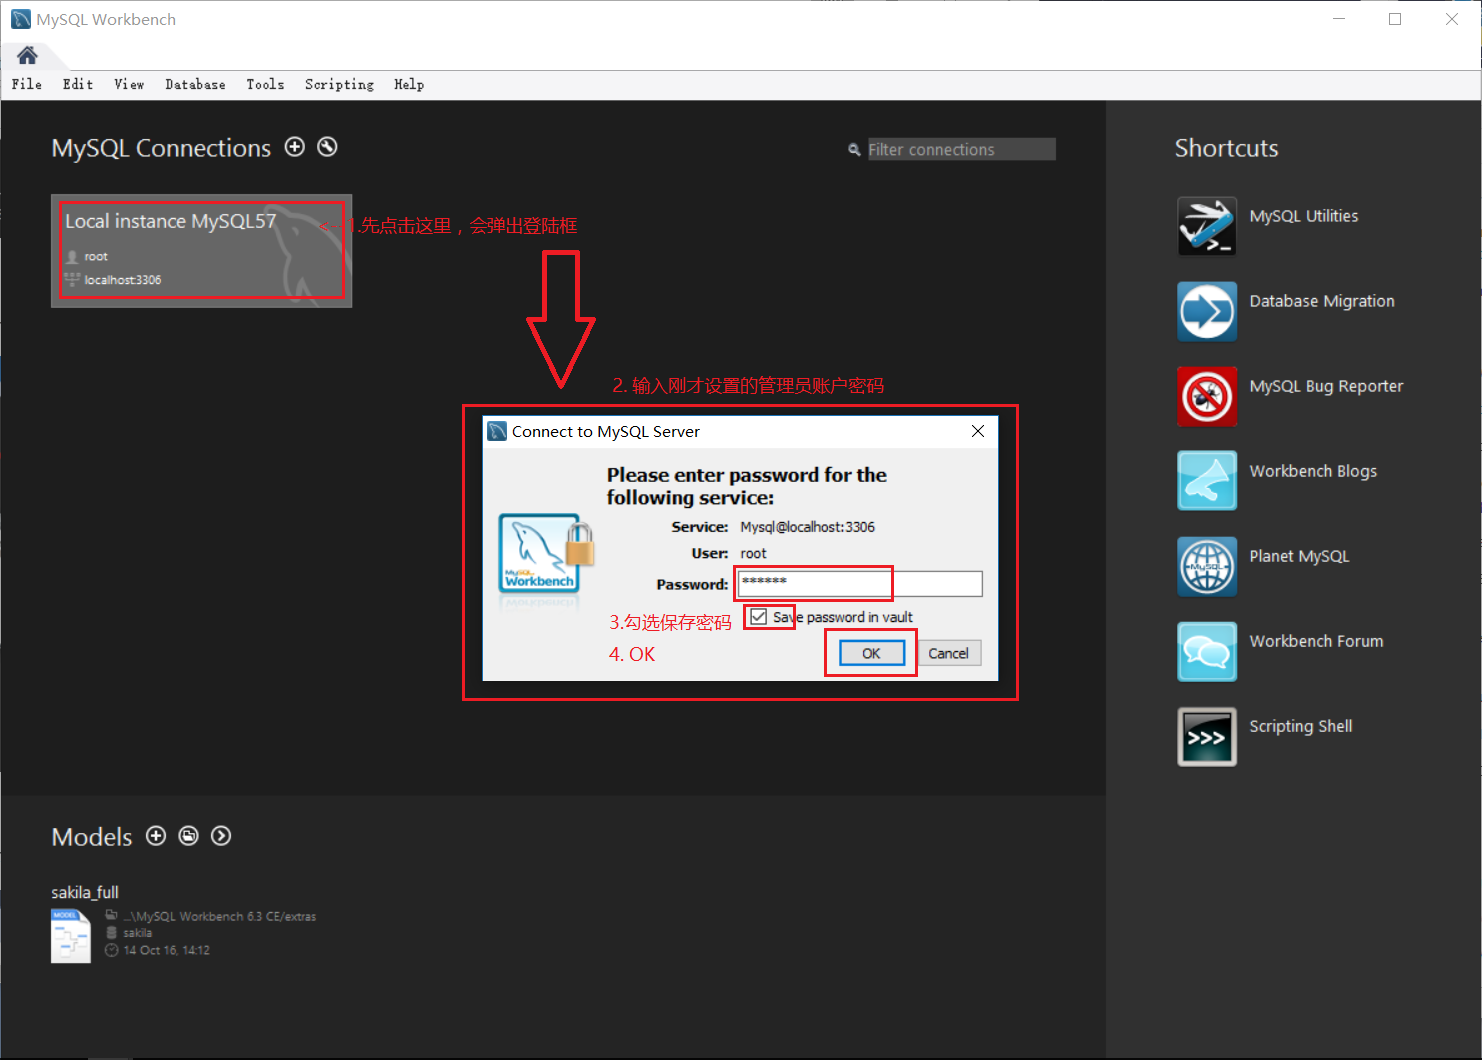 MySQL Workbench
File Edit View Database Tools Scripting Help
MySQL Connections
Filter connections
Local instance MySQL57
root
localhost:3306
<--1.先点击这里，会弹出登陆框
2. 输入刚才设置的管理员账户密码
Connect to MySQL Server
Please enter password for the
following service:
Service: Mysql@localhost:3306
User: root
Password: ******
3.勾选保存密码
Save password in vault
4. OK
OK
Cancel
MySQL
Workbench
Shortcuts
MySQL Utilities
Database Migration
MySQL Bug Reporter
Workbench Blogs
MySQL
Planet MySQL
Workbench Forum
>>>
Scripting Shell
Models
sakila_full
MODEL
...\MySQL Workbench 6.3 CE/extras
sakila
14 Oct 16, 14:12